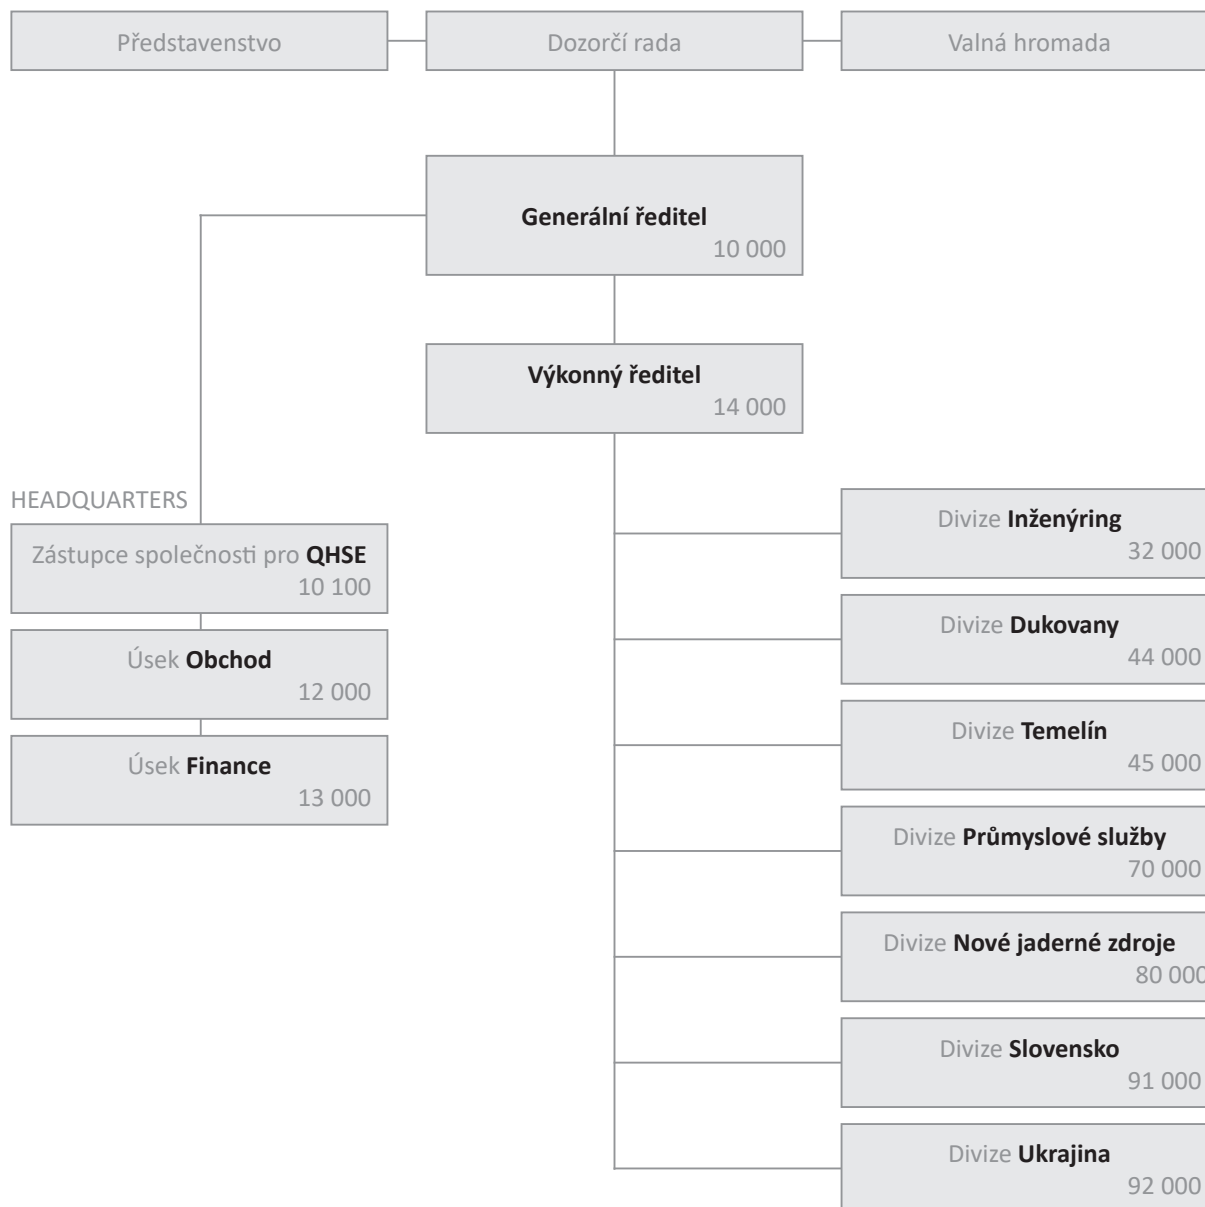 Představenstvo
Dozorčí rada
Valná hromada
Generální ředitel
10 000
Výkonný ředitel
14 000
HEADQUARTERS
Zástupce společnosti pro QHSE
10 100
Úsek Obchod
12 000
Úsek Finance
13 000
Divize Inženýring
32 000
Divize Dukovany
44 000
Divize Temelín
45 000
Divize Průmyslové služby
70 000
Divize Nové jaderné zdroje
80 000
Divize Slovensko
91 000
Divize Ukrajina
92 000